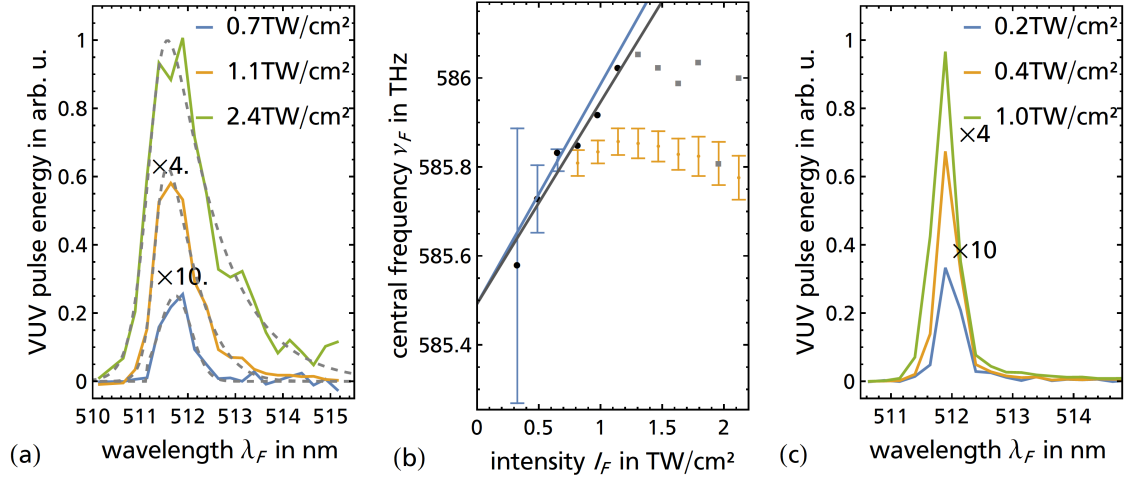 0.7TW/cm²
1.1TW/cm²
2.4TW/cm²
×4.
×10.
VUV pulse energy in arb. u.
1
0.8
0.6
0.4
0.2
0
510 511 512 513 514 515
(a) wavelength λF in nm
central frequency νF in THz
586
585.8
585.6
585.4
0 0.5 1 1.5 2
(b) intensity IF in TW/cm²
0.2TW/cm²
0.4TW/cm²
1.0TW/cm²
×4
×10
VUV pulse energy in arb. u.
1
0.8
0.6
0.4
0.2
0
511 512 513 514
(c) wavelength λF in nm